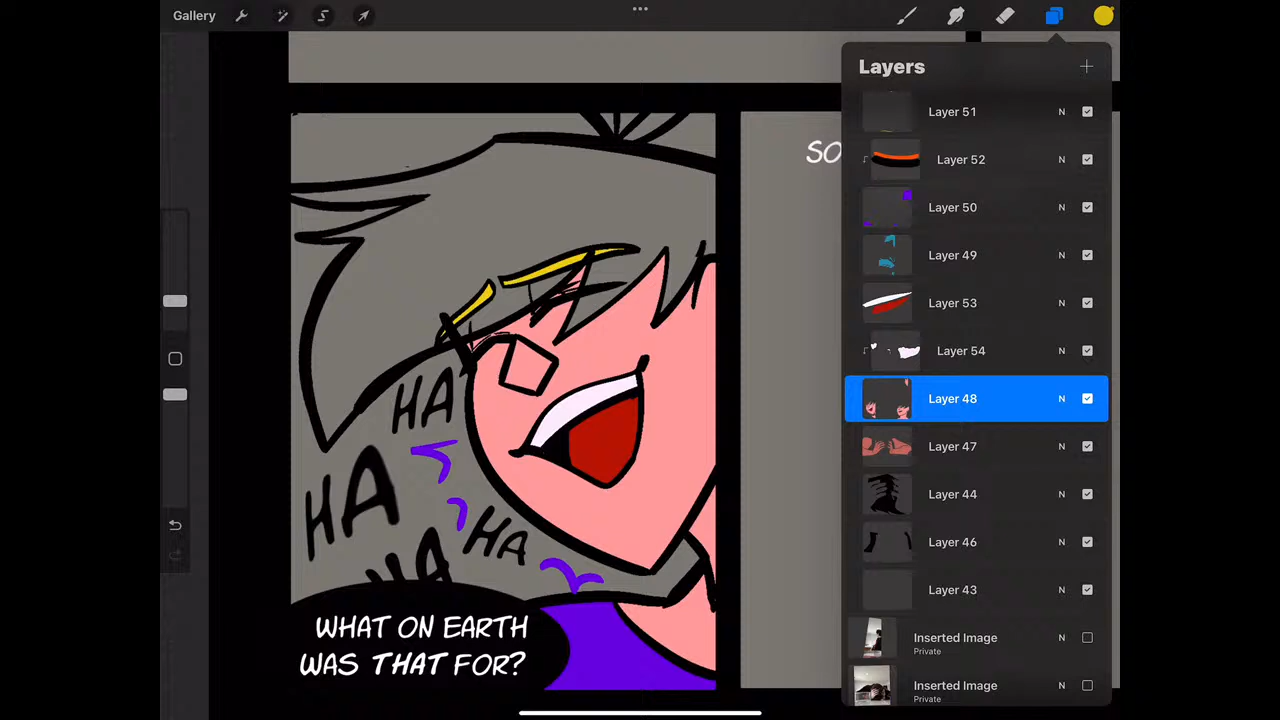 Gallery
Layers
Layer 51 N
Layer 52 N
Layer 50 N
Layer 49 N
Layer 53 N
Layer 54 N
Layer 48 N
Layer 47 N
Layer 44 N
Layer 46 N
Layer 43 N
Inserted Image N
Private
Inserted Image N
Private
SO
HA
HA
HA
HA
WHAT ON EARTH
WAS THAT FOR?